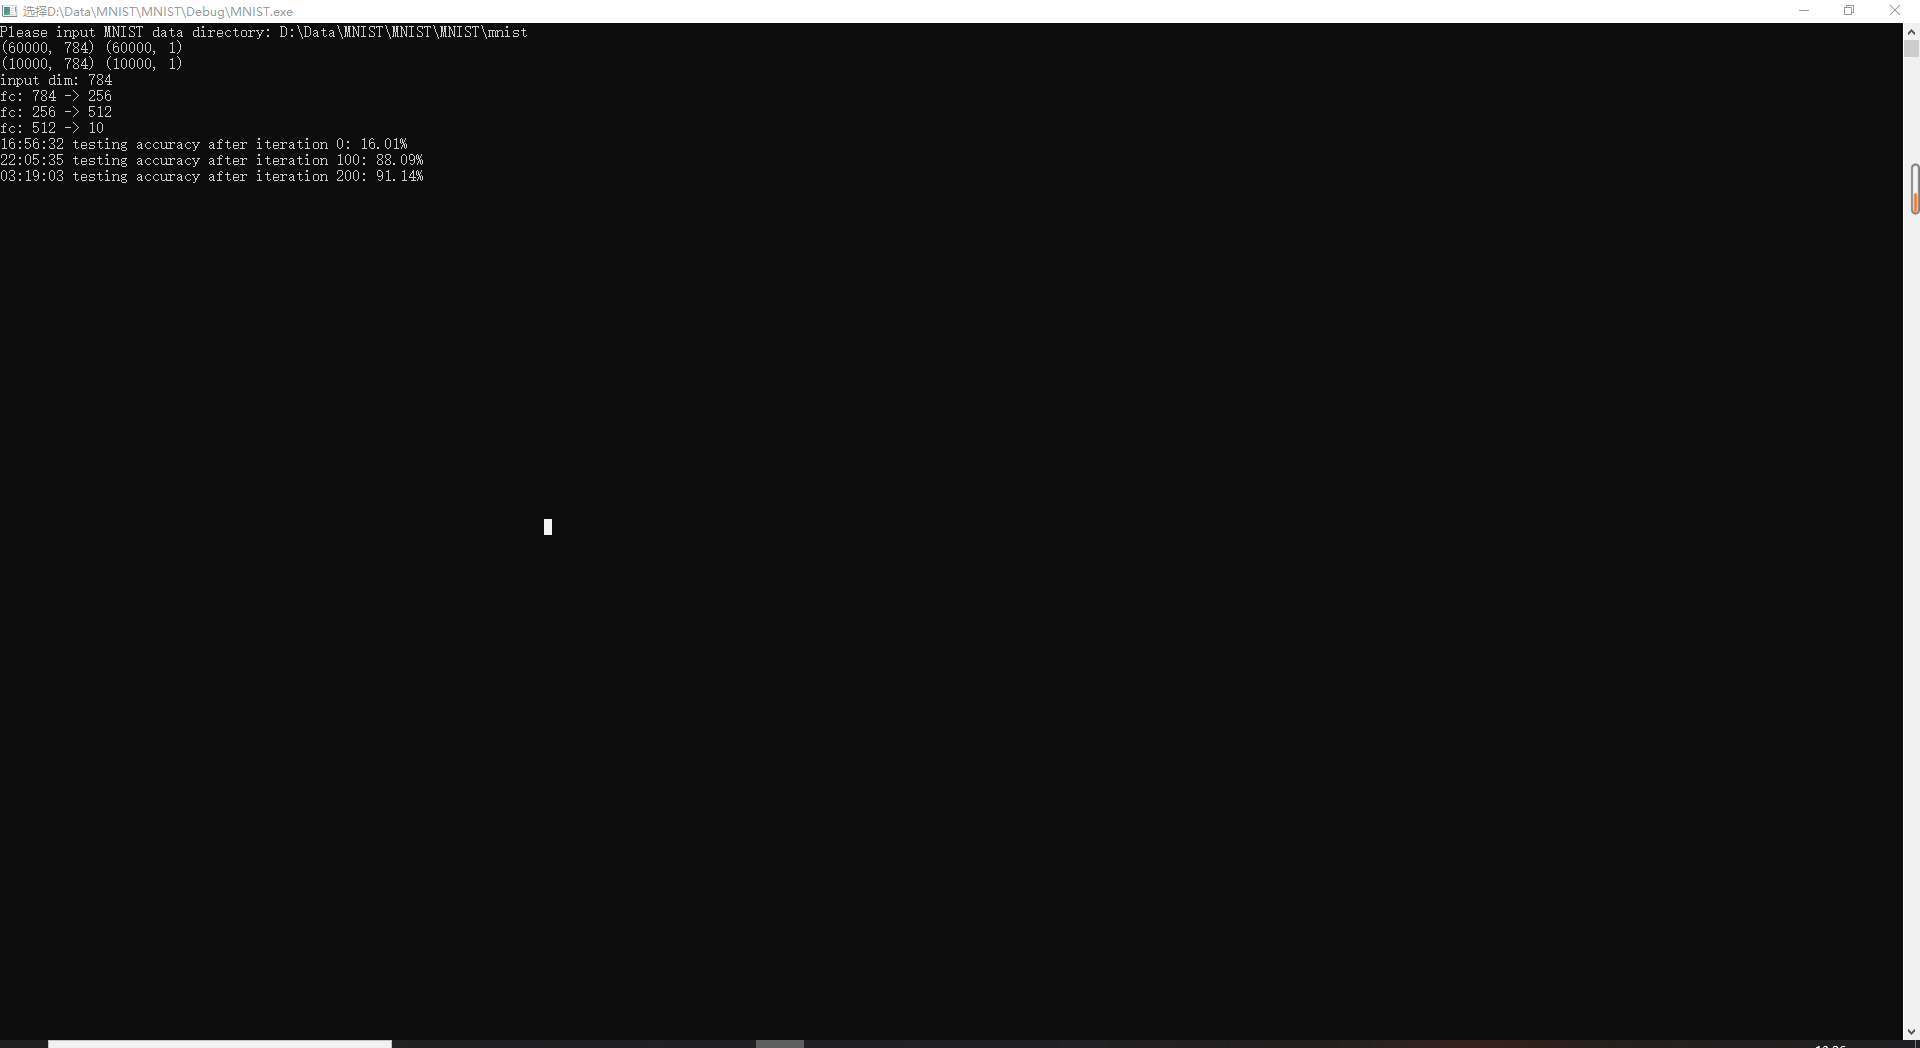 选择D:\Data\MNIST\MNIST\Debug\MNIST.exe
Please input MNIST data directory: D:\Data\MNIST\MNIST\MNIST\mnist
(60000, 784) (60000, 1)
(10000, 784) (10000, 1)
input dim: 784
fc: 784 -> 256
fc: 256 -> 512
fc: 512 -> 10
16:56:32 testing accuracy after iteration 0: 16.01%
22:05:35 testing accuracy after iteration 100: 88.09%
03:19:03 testing accuracy after iteration 200: 91.14%